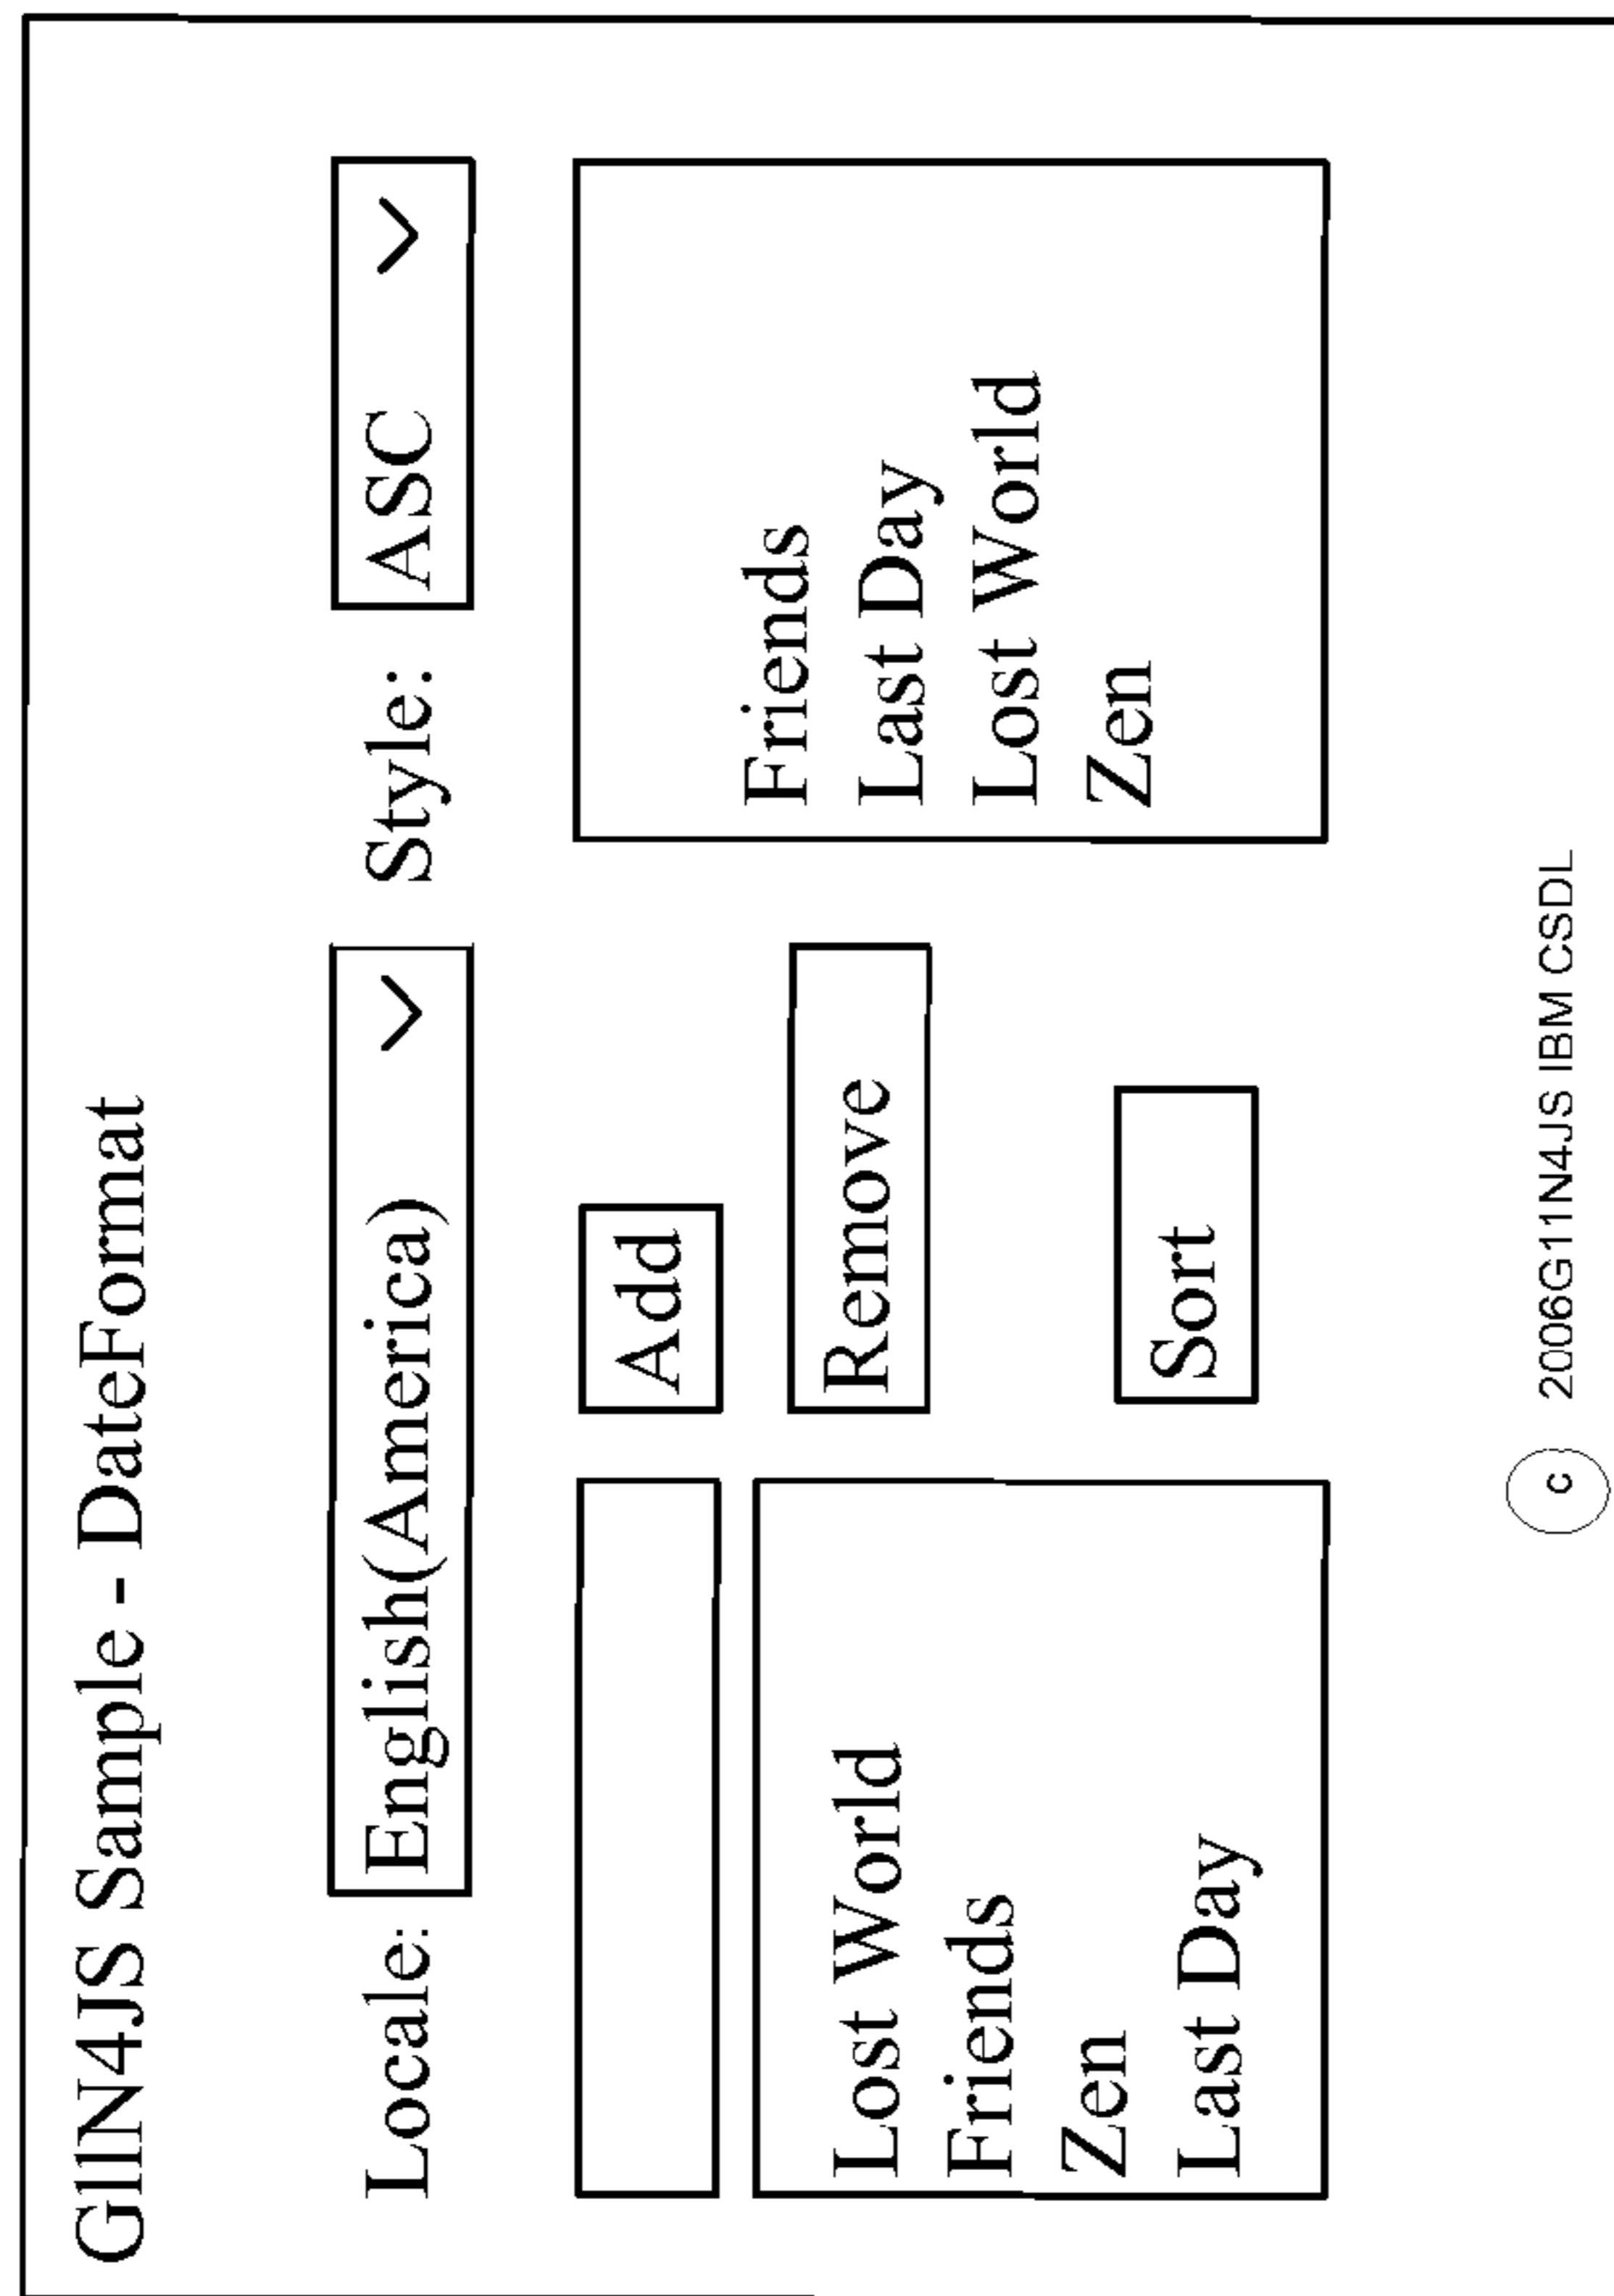 G11N4JS Sample - DateFormat
Locale: English(America) Style: ASC
Add
Remove
Sort
Lost World
Friends
Zen
Last Day
Friends
Last Day
Lost World
Zen
c 2006G11N4JS IBM CSDL